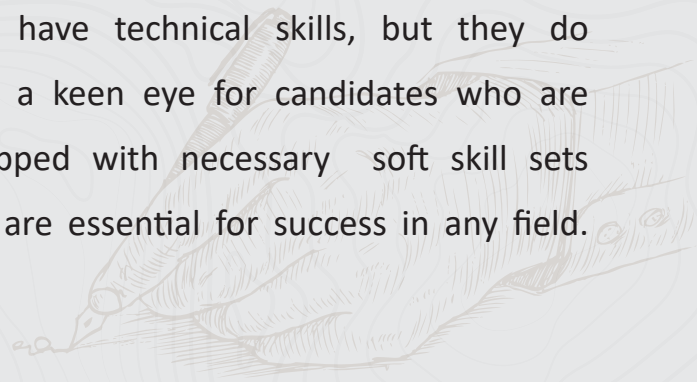 have technical skills, but they do
a keen eye for candidates who are
pped with necessary soft skill sets
are essential for success in any field.